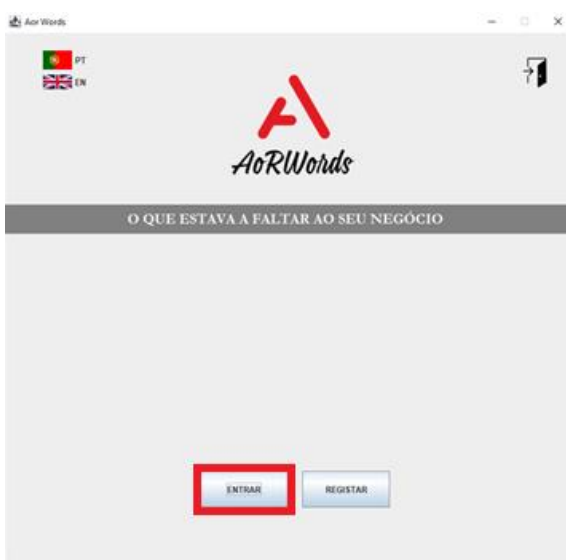 Aor Words
PT
EN
AoRWords
O QUE ESTAVA A FALTAR AO SEU NEGÓCIO
ENTRAR
REGISTAR